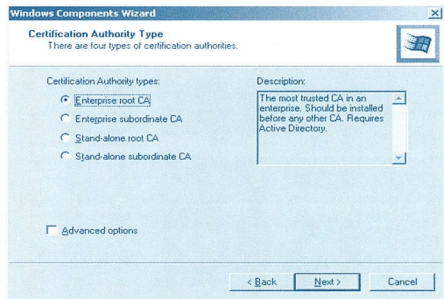 Windows Components Wizard
Certification Authority Type
There are four types of certification authorities.
Certification Authority types:
Enterprise root CA
Enterprise subordinate CA
Stand-alone root CA
Stand-alone subordinate CA
Description:
The most trusted CA in an
enterprise. Should be installed
before any other CA. Requires
Active Directory.
Advanced options
< Back
Next >
Cancel